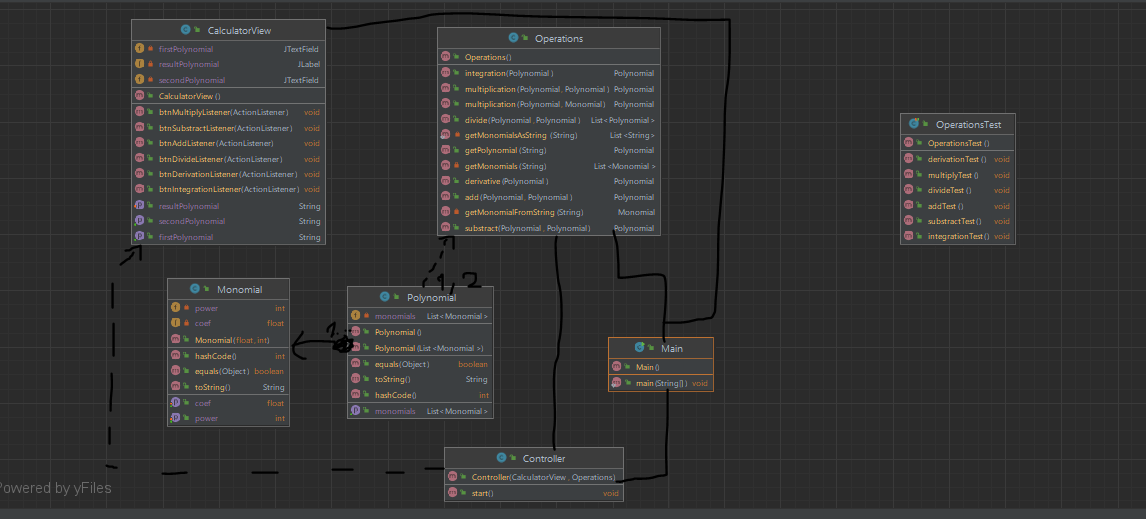 CalculatorView
firstPolynomial JTextField
resultPolynomial JLabel
secondPolynomial JTextField
CalculatorView ()
btnMultiplyListener(ActionListener) void
btnSubstractListener(ActionListener) void
btnAddListener(ActionListener) void
btnDivideListener(ActionListener) void
btnDerivationListener(ActionListener) void
btnIntegrationListener(ActionListener) void
resultPolynomial String
secondPolynomial String
firstPolynomial String
Operations
Operations()
integration(Polynomial ) Polynomial
multiplication (Polynomial, Polynomial ) Polynomial
multiplication (Polynomial, Monomial) Polynomial
divide(Polynomial, Polynomial ) List<Polynomial>
getMonomialsAsString (String) List <String>
getPolynomial (String) Polynomial
getMonomials (String) List <Monomial >
derivative(Polynomial ) Polynomial
add(Polynomial, Polynomial ) Polynomial
getMonomialFromString (String) Monomial
substract(Polynomial , Polynomial) Polynomial
OperationsTest
OperationsTest ()
derivationTest () void
multiplyTest () void
divideTest () void
addTest () void
substractTest () void
integrationTest () void
Monomial
power int
coef float
Monomial(float, int)
hashCode() int
equals(Object) boolean
toString() String
coef float
power int
1..
1,2
Polynomial
monomials List<Monomial >
Polynomial ()
Polynomial(List <Monomial >)
equals(Object) boolean
toString() String
hashCode() int
monomials List<Monomial >
Main
Main ()
main(String[] ) void
Controller
Controller(CalculatorView , Operations)
start() void
Powered by yFiles